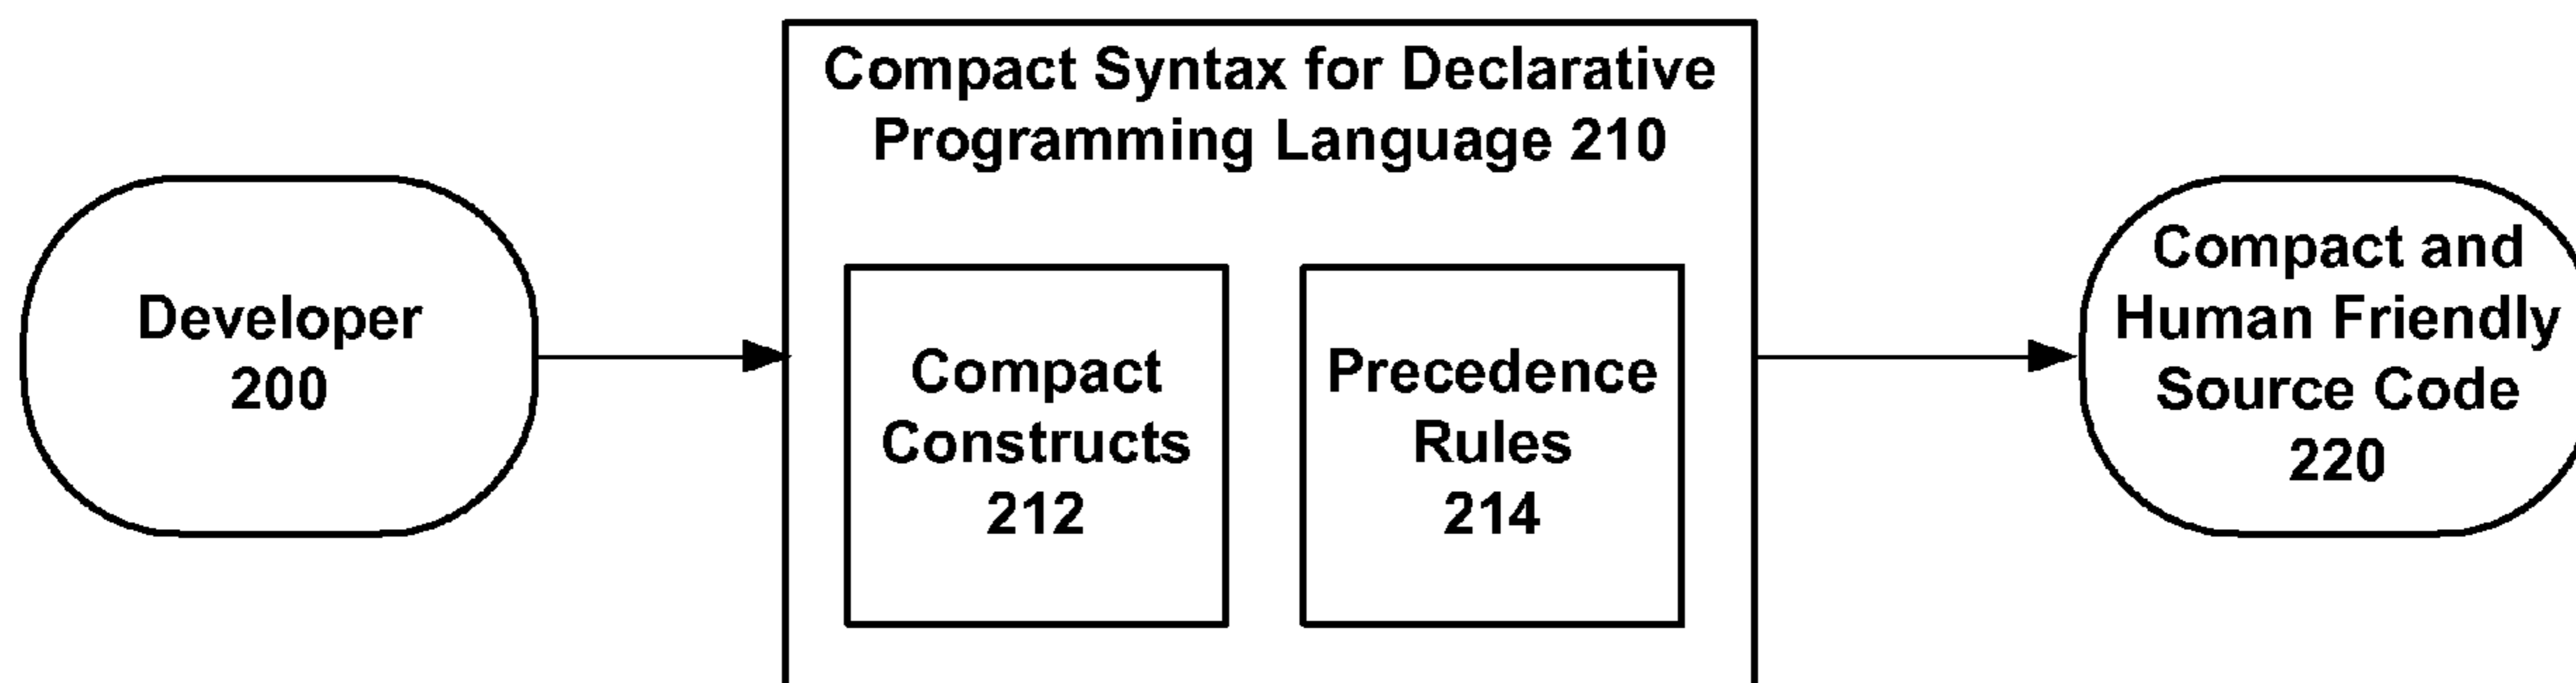 Compact Syntax for Declarative
Programming Language 210
Developer
200
Compact
Constructs
212
Precedence
Rules
214
Compact and
Human Friendly
Source Code
220